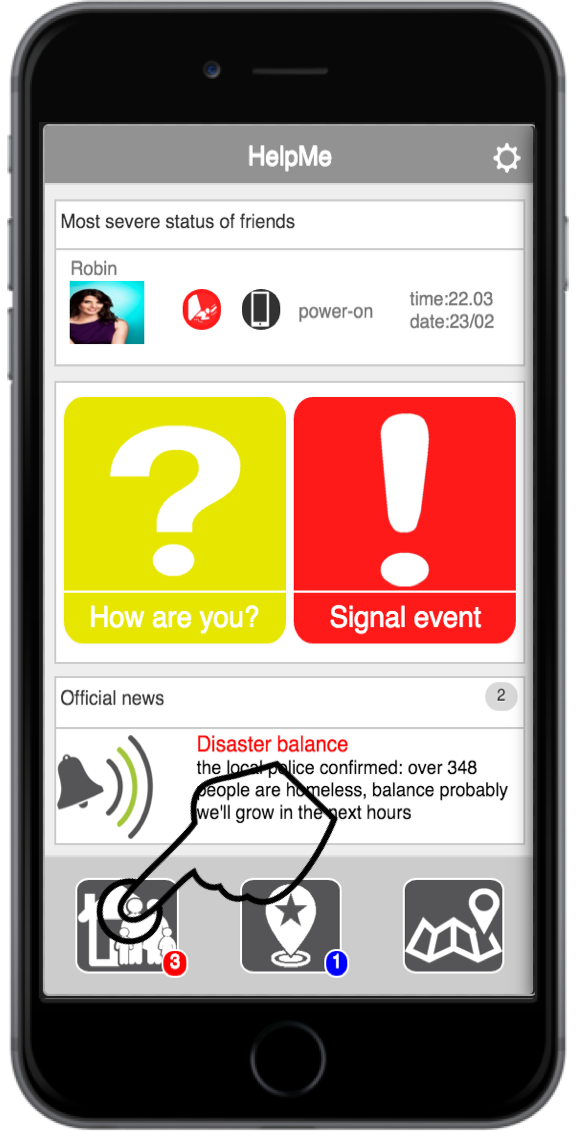 HelpMe
Most severe status of friends
Robin
power-on
time:22.03
date:23/02
?
!
How are you?
Signal event
Official news
2
Disaster balance
the local police confirmed: over 348
people are homeless, balance probably
we'll grow in the next hours
3
1